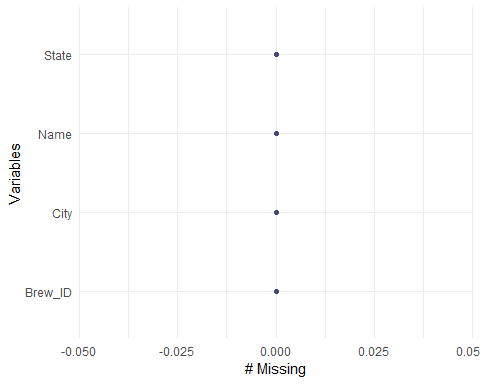 Variables
State
Name
City
Brew_ID
-0.050 -0.025 0.000 0.025 0.05
# Missing